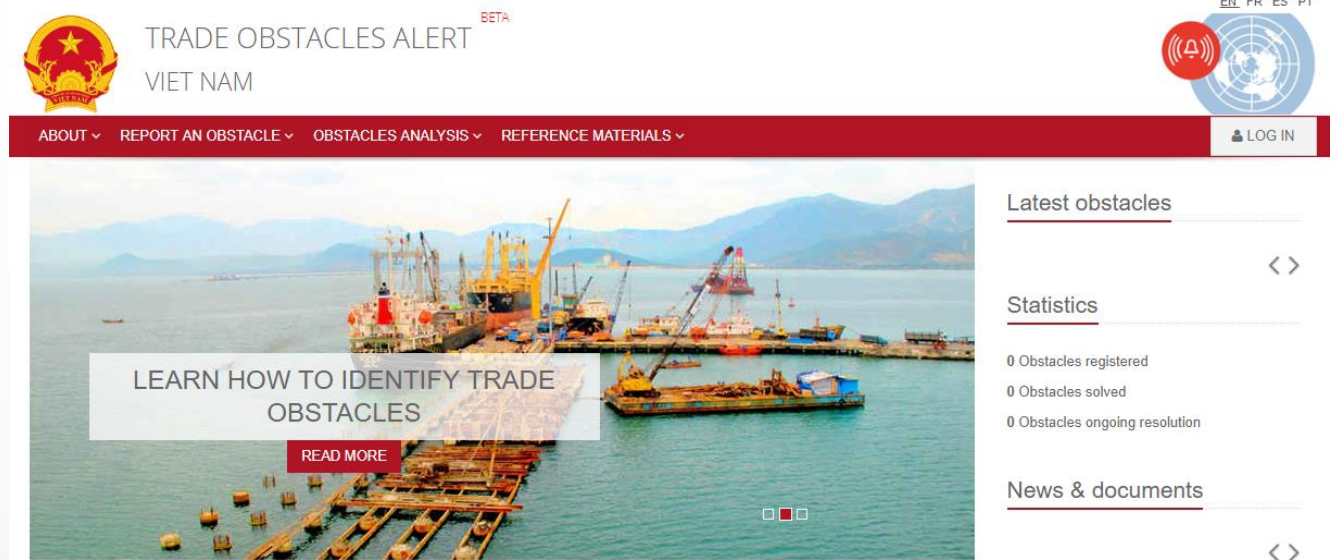 EN FR ES PT
TRADE OBSTACLES ALERT BETA
VIET NAM
VIET NAM
ABOUT REPORT AN OBSTACLE OBSTACLES ANALYSIS REFERENCE MATERIALS LOG IN
LEARN HOW TO IDENTIFY TRADE
OBSTACLES
READ MORE
Latest obstacles
Statistics
0 Obstacles registered
0 Obstacles solved
0 Obstacles ongoing resolution
News & documents